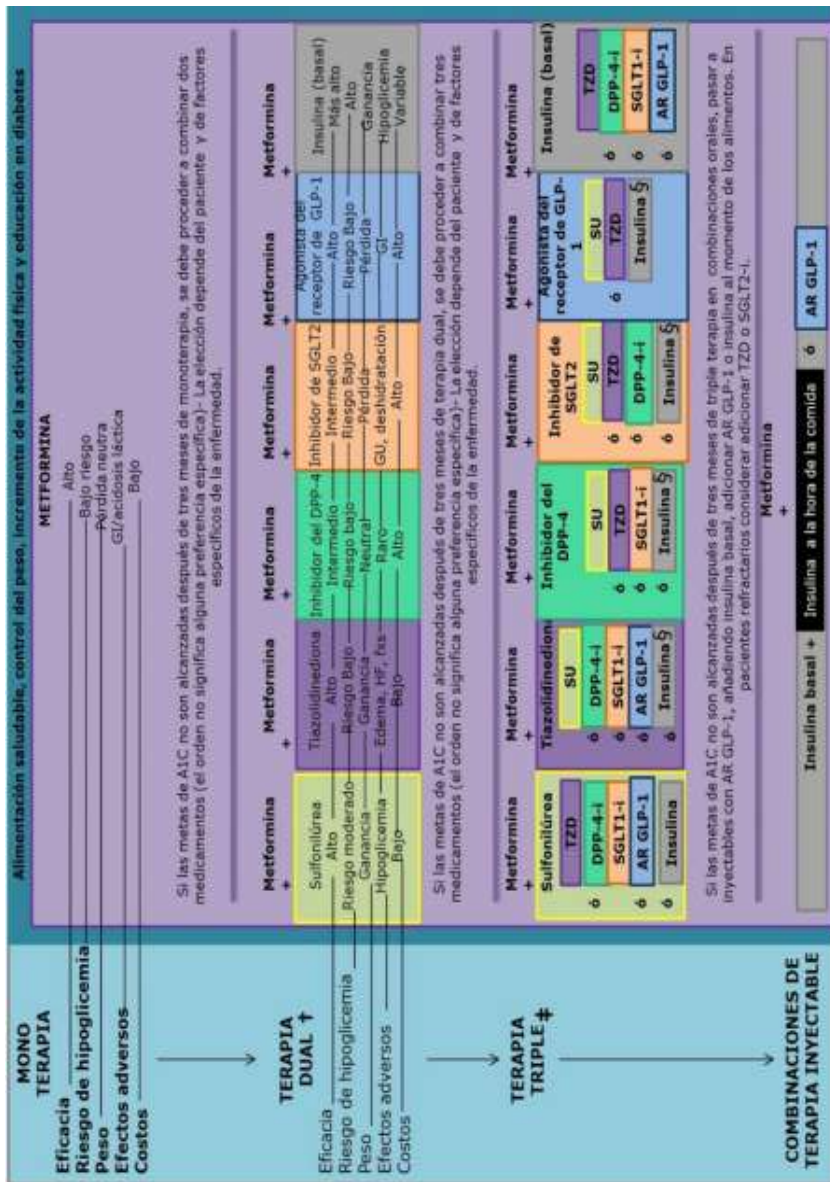 Alimentación saludable, control del peso, incremento de la actividad física y educación en diabetes
MONO
TERAPIA
METFORMINA
Eficacia Alto
Riesgo de hipoglicemia Bajo riesgo
Peso Pérdida neutra
Efectos adversos GI/acidosis láctica
Costos Bajo
Si las metas de A1C no son alcanzadas después de tres meses de monoterapia, se debe proceder a combinar dos
medicamentos (el orden no significa alguna preferencia específica)- La elección depende del paciente y de factores
específicos de la enfermedad.
TERAPIA
DUAL †
Metformina Metformina Metformina Metformina Metformina Metformina
+ + + + + +
Sulfonilúrea Tiazolidinediona Inhibidor del DPP-4 Inhibidor de SGLT2 Agonista del receptor de GLP-1 Insulina (basal)
Eficacia Alto Alto Intermedio Intermedio Alto Más alto
Riesgo de hipoglicemia Riesgo moderado Riesgo Bajo Riesgo bajo Riesgo Bajo Riesgo Bajo Alto
Peso Ganancia Ganancia Neutral Pérdida Pérdida Ganancia
Efectos adversos Hipoglicemia Edema, HF, fxs Raro GU, deshidratación GI Hipoglicemia
Costos Bajo Bajo Alto Alto Alto Variable
Si las metas de A1C no son alcanzadas después de tres meses de terapia dual, se debe proceder a combinar tres
medicamentos (el orden no significa alguna preferencia específica)- La elección depende del paciente y de factores
específicos de la enfermedad.
TERAPIA
TRIPLE‡
Metformina Metformina Metformina Metformina Metformina Metformina
+ + + + + +
Sulfonilúrea
TZD
ó DPP-4-i
ó SGLT1-i
ó AR GLP-1
ó Insulina
Tiazolidinediona
SU
ó DPP-4-i
ó SGLT1-i
ó AR GLP-1
ó Insulina§
Inhibidor del
DPP-4
SU
ó TZD
ó SGLT1-i
ó Insulina§
Inhibidor de
SGLT2
SU
ó TZD
ó DPP-4-i
ó Insulina§
Agonista del
receptor de GLP-
1
SU
ó TZD
Insulina§
Insulina (basal)
TZD
ó DPP-4-i
ó SGLT1-i
ó AR GLP-1
Si las metas de A1C no son alcanzadas después de tres meses de triple terapia en combinaciones orales, pasar a
inyectables con AR GLP-1, añadiendo insulina basal, adicionar AR GLP-1 o insulina al momento de los alimentos. En
pacientes refractarios considerar adicionar TZD o SGLT2-i.
COMBINACIONES DE
TERAPIA INYECTABLE
Metformina
+
Insulina basal + Insulina a la hora de la comida ó AR GLP-1